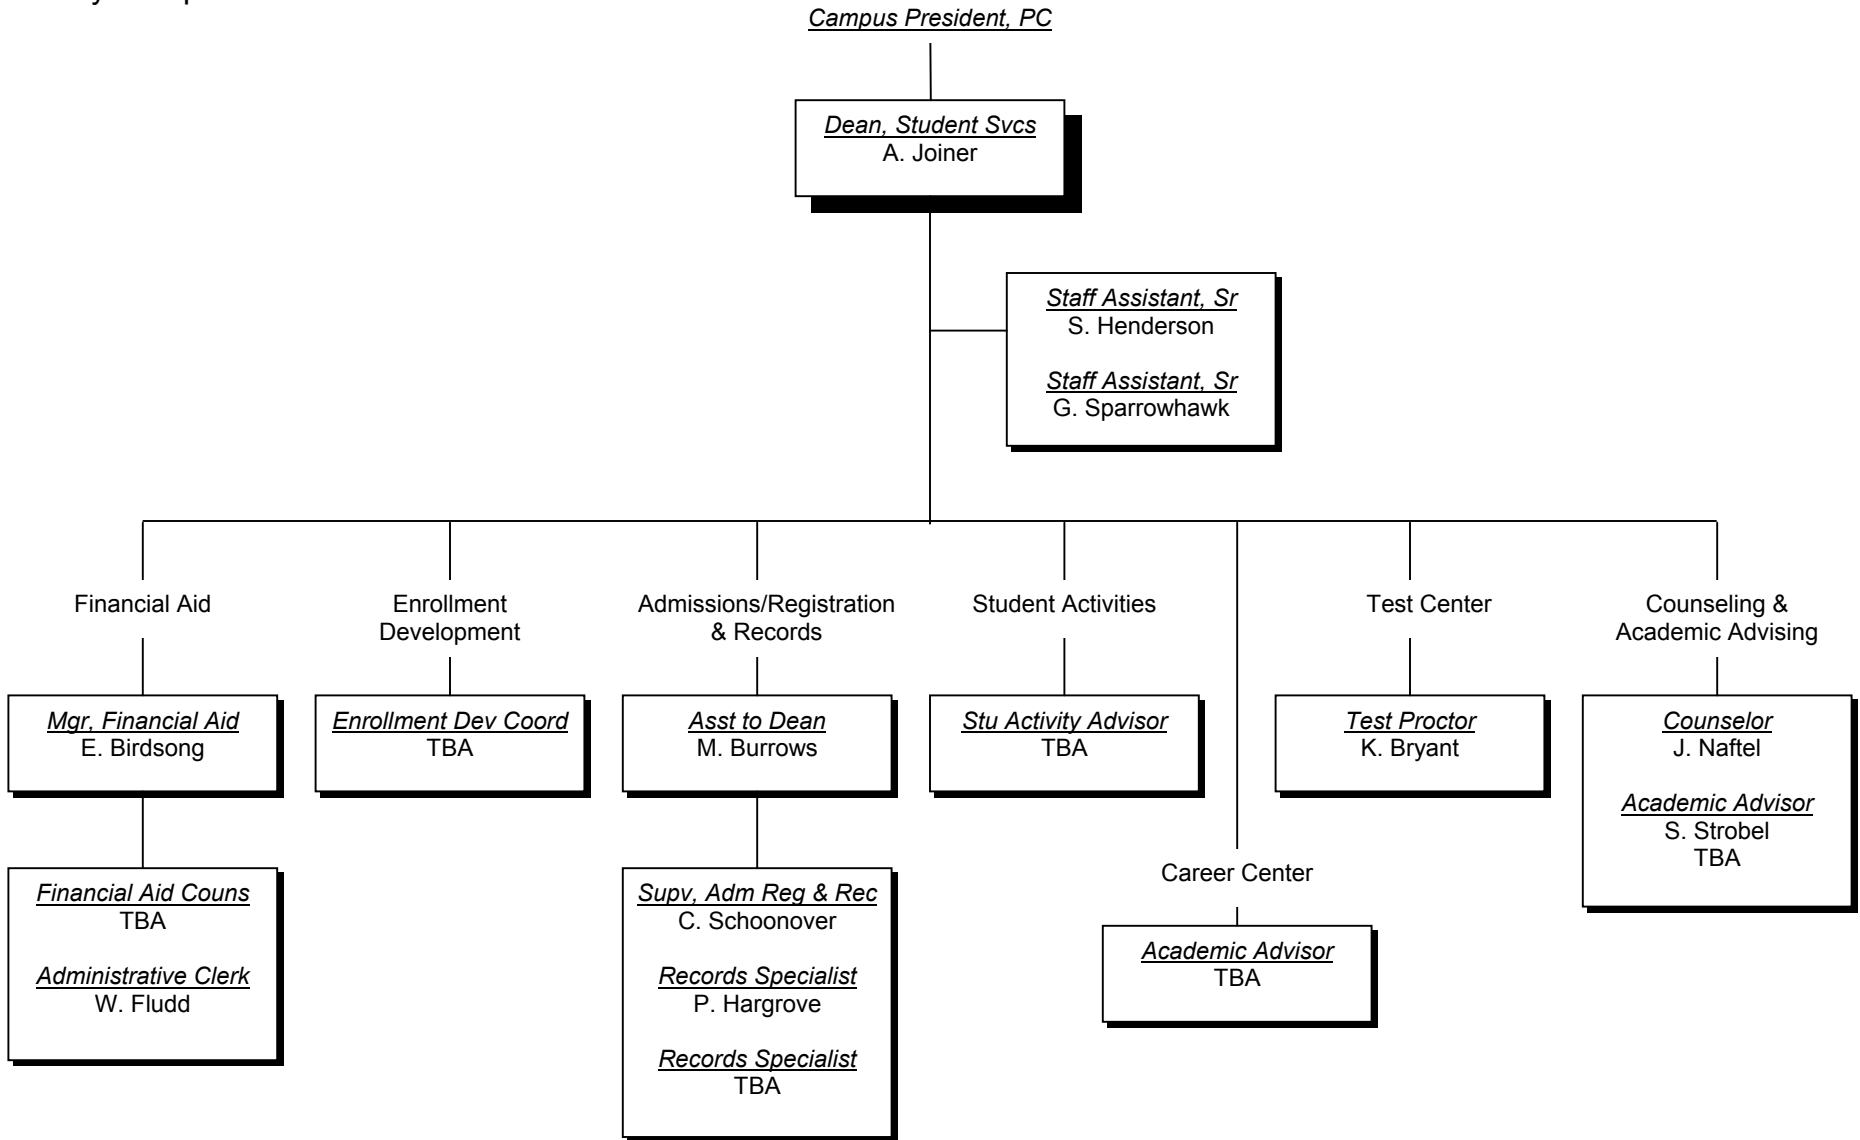 Campus President, PC
Dean, Student Svcs
A. Joiner
Staff Assistant, Sr
S. Henderson
Staff Assistant, Sr
G. Sparrowhawk
Financial Aid
Mgr, Financial Aid
E. Birdsong
Financial Aid Couns
TBA
Administrative Clerk
W. Fludd
Enrollment
Development
Enrollment Dev Coord
TBA
Admissions/Registration
& Records
Asst to Dean
M. Burrows
Supv, Adm Reg & Rec
C. Schoonover
Records Specialist
P. Hargrove
Records Specialist
TBA
Student Activities
Stu Activity Advisor
TBA
Career Center
Academic Advisor
TBA
Test Center
Test Proctor
K. Bryant
Counseling &
Academic Advising
Counselor
J. Naftel
Academic Advisor
S. Strobel
TBA